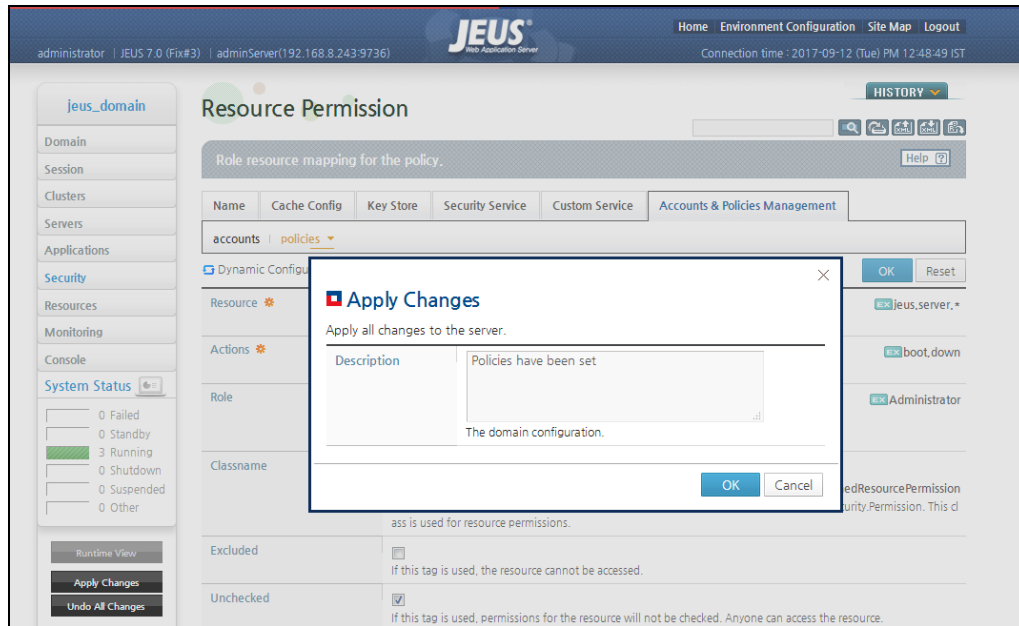 JEUS
Web Application Server
Home Environment Configuration Site Map Logout
administrator | JEUS 7.0 (Fix#3) | adminServer(192.168.8.243:9736)
Connection time : 2017-09-12 (Tue) PM 12:48:49 IST
jeus_domain
Domain
Session
Clusters
Servers
Applications
Security
Resources
Monitoring
Console
System Status
0 Failed
0 Standby
3 Running
0 Shutdown
0 Suspended
0 Other
Runtime View
Apply Changes
Undo All Changes
Resource Permission
HISTORY
XML XML
Role resource mapping for the policy.
Help ?
Name Cache Config Key Store Security Service Custom Service Accounts & Policies Management
accounts | policies
Dynamic Configu
OK Reset
Resource
EX jeus.server.*
Actions
EX boot,down
Role
EX Administrator
Classname
edResourcePermission
urity.Permission. This cl
ass is used for resource permissions.
Excluded
If this tag is used, the resource cannot be accessed.
Unchecked
If this tag is used, permissions for the resource will not be checked. Anyone can access the resource.
Apply Changes
Apply all changes to the server.
Description
Policies have been set
The domain configuration.
OK Cancel